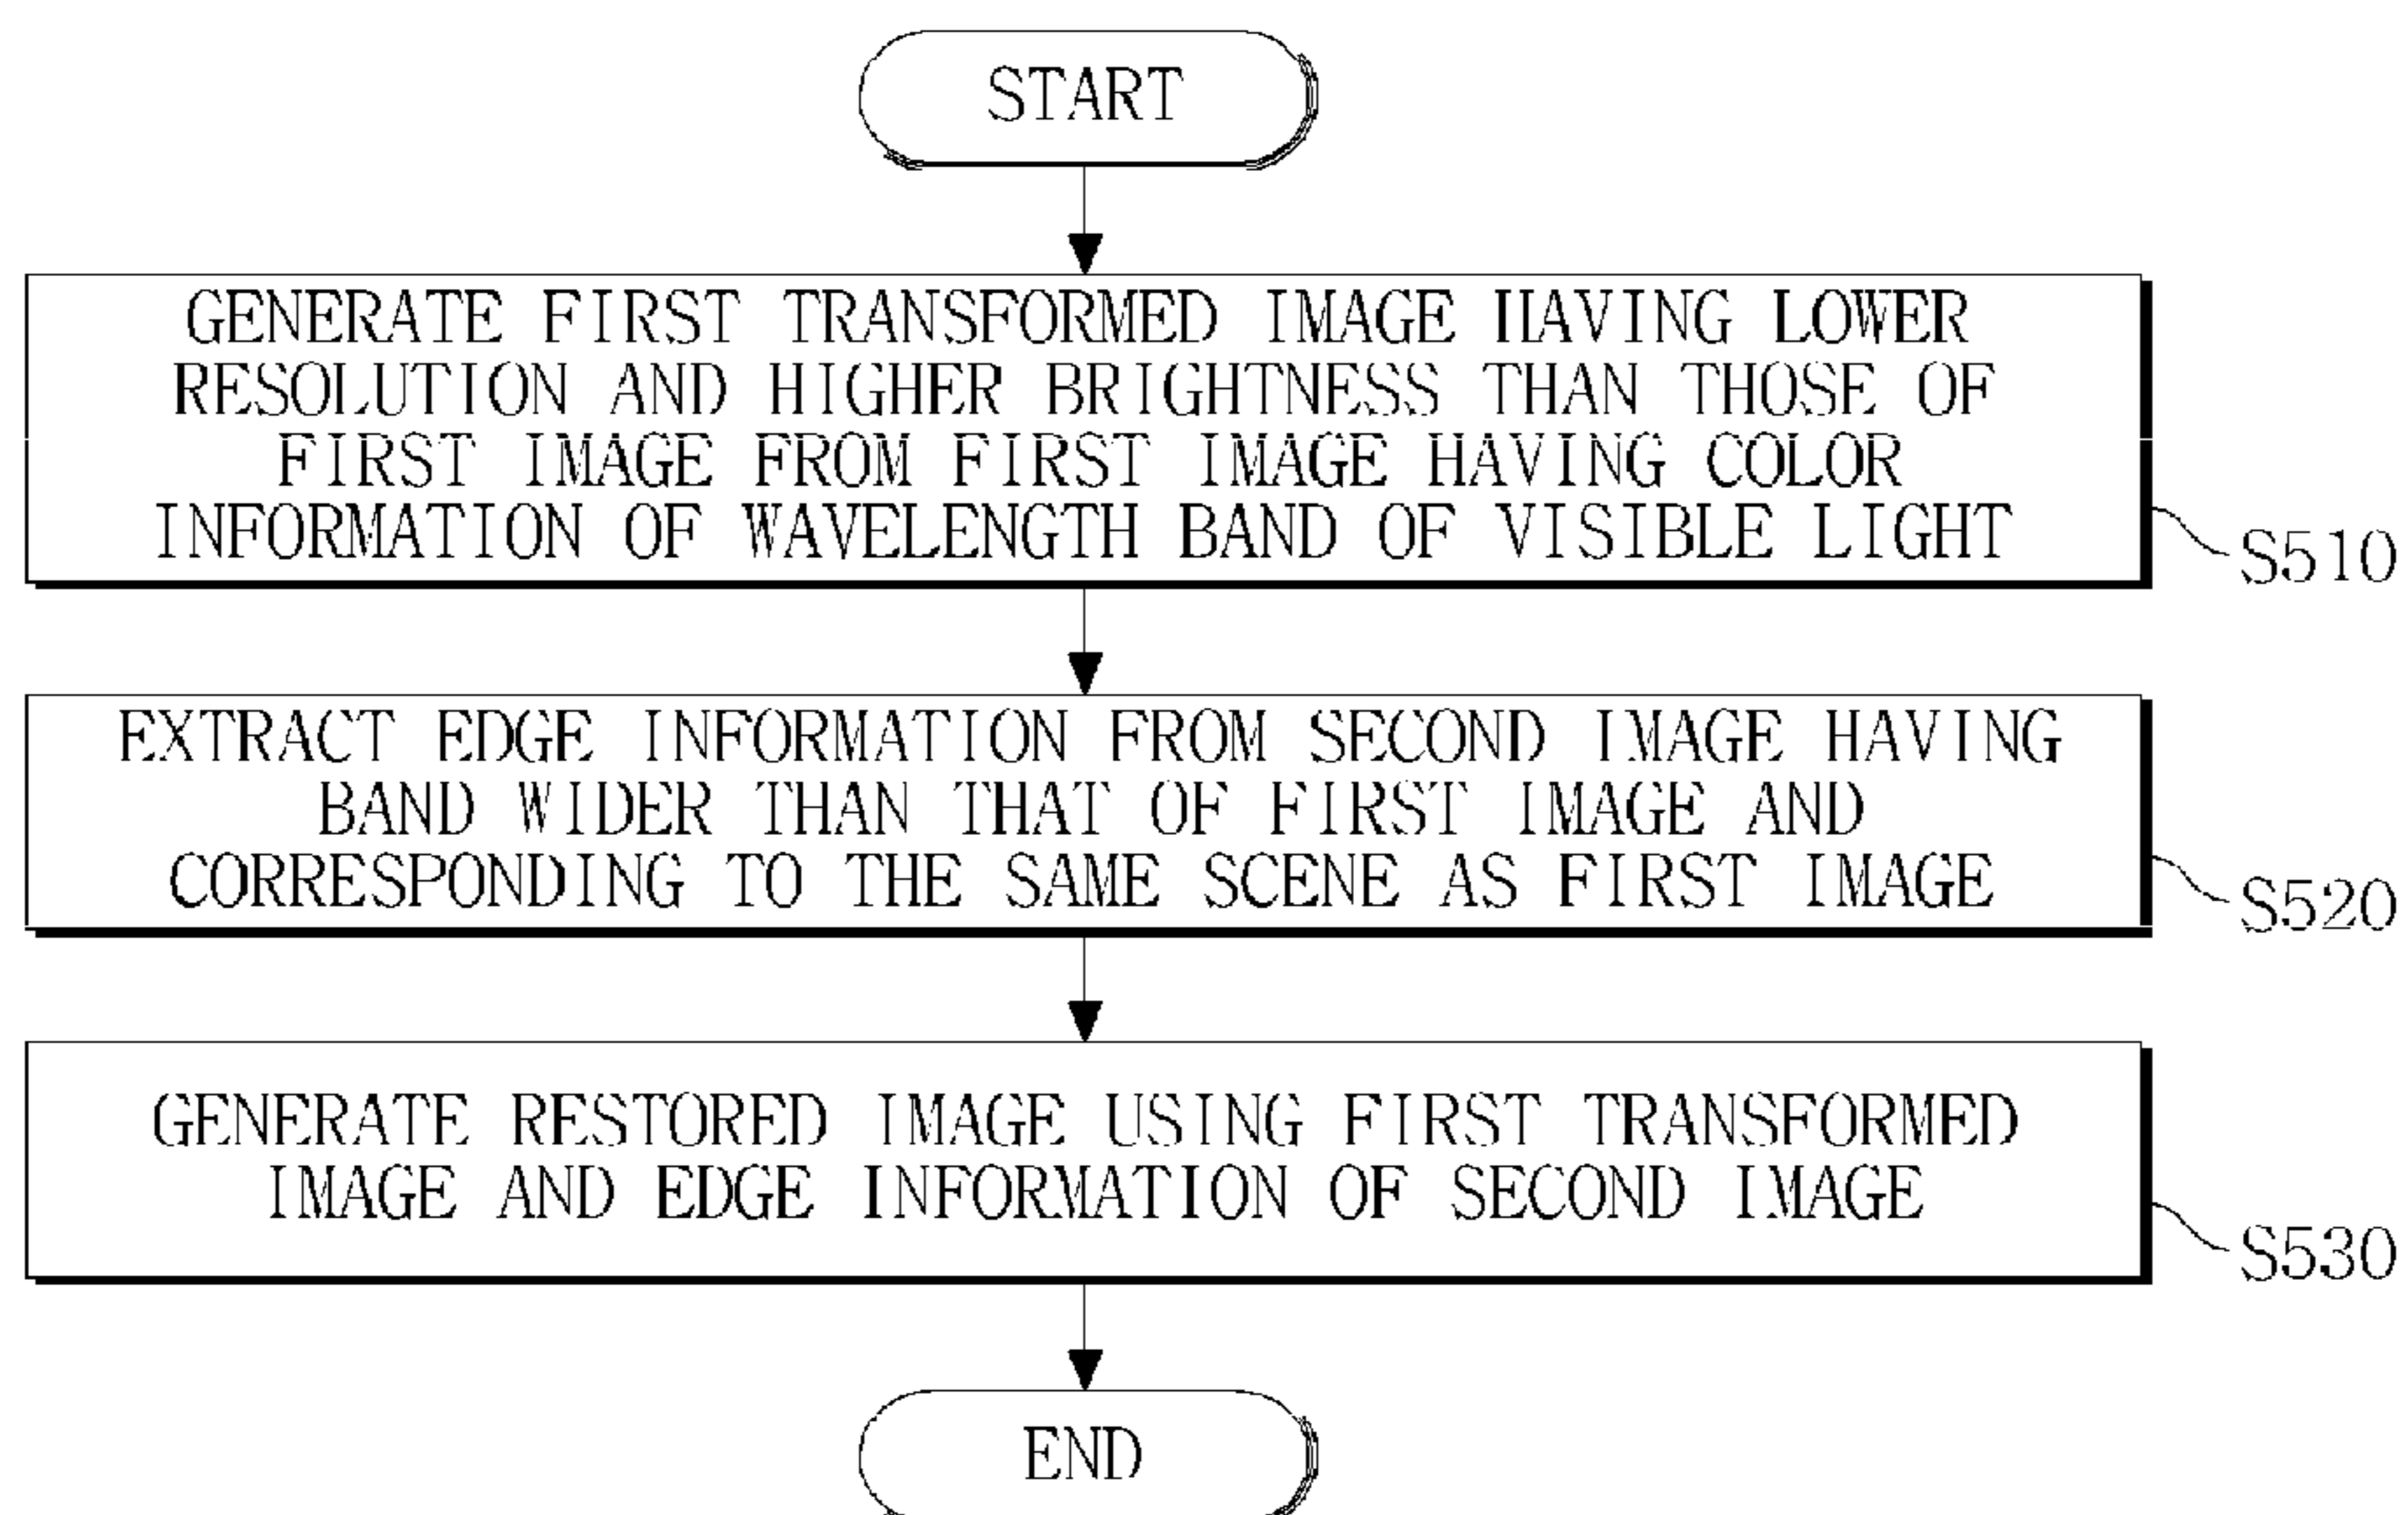 START
GENERATE FIRST TRANSFORMED IMAGE HAVING LOWER
RESOLUTION AND HIGHER BRIGHTNESS THAN THOSE OF
FIRST IMAGE FROM FIRST IMAGE HAVING COLOR
INFORMATION OF WAVELENGTH BAND OF VISIBLE LIGHT
S510
EXTRACT EDGE INFORMATION FROM SECOND IMAGE HAVING
BAND WIDER THAN THAT OF FIRST IMAGE AND
CORRESPONDING TO THE SAME SCENE AS FIRST IMAGE
S520
GENERATE RESTORED IMAGE USING FIRST TRANSFORMED
IMAGE AND EDGE INFORMATION OF SECOND IMAGE
S530
END